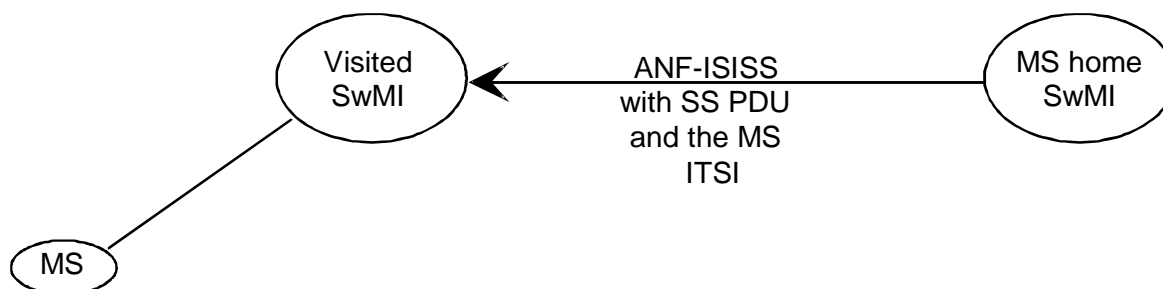 Visited
SwMI
ANF-ISISS
with SS PDU
and the MS
ITSI
MS home
SwMI
MS